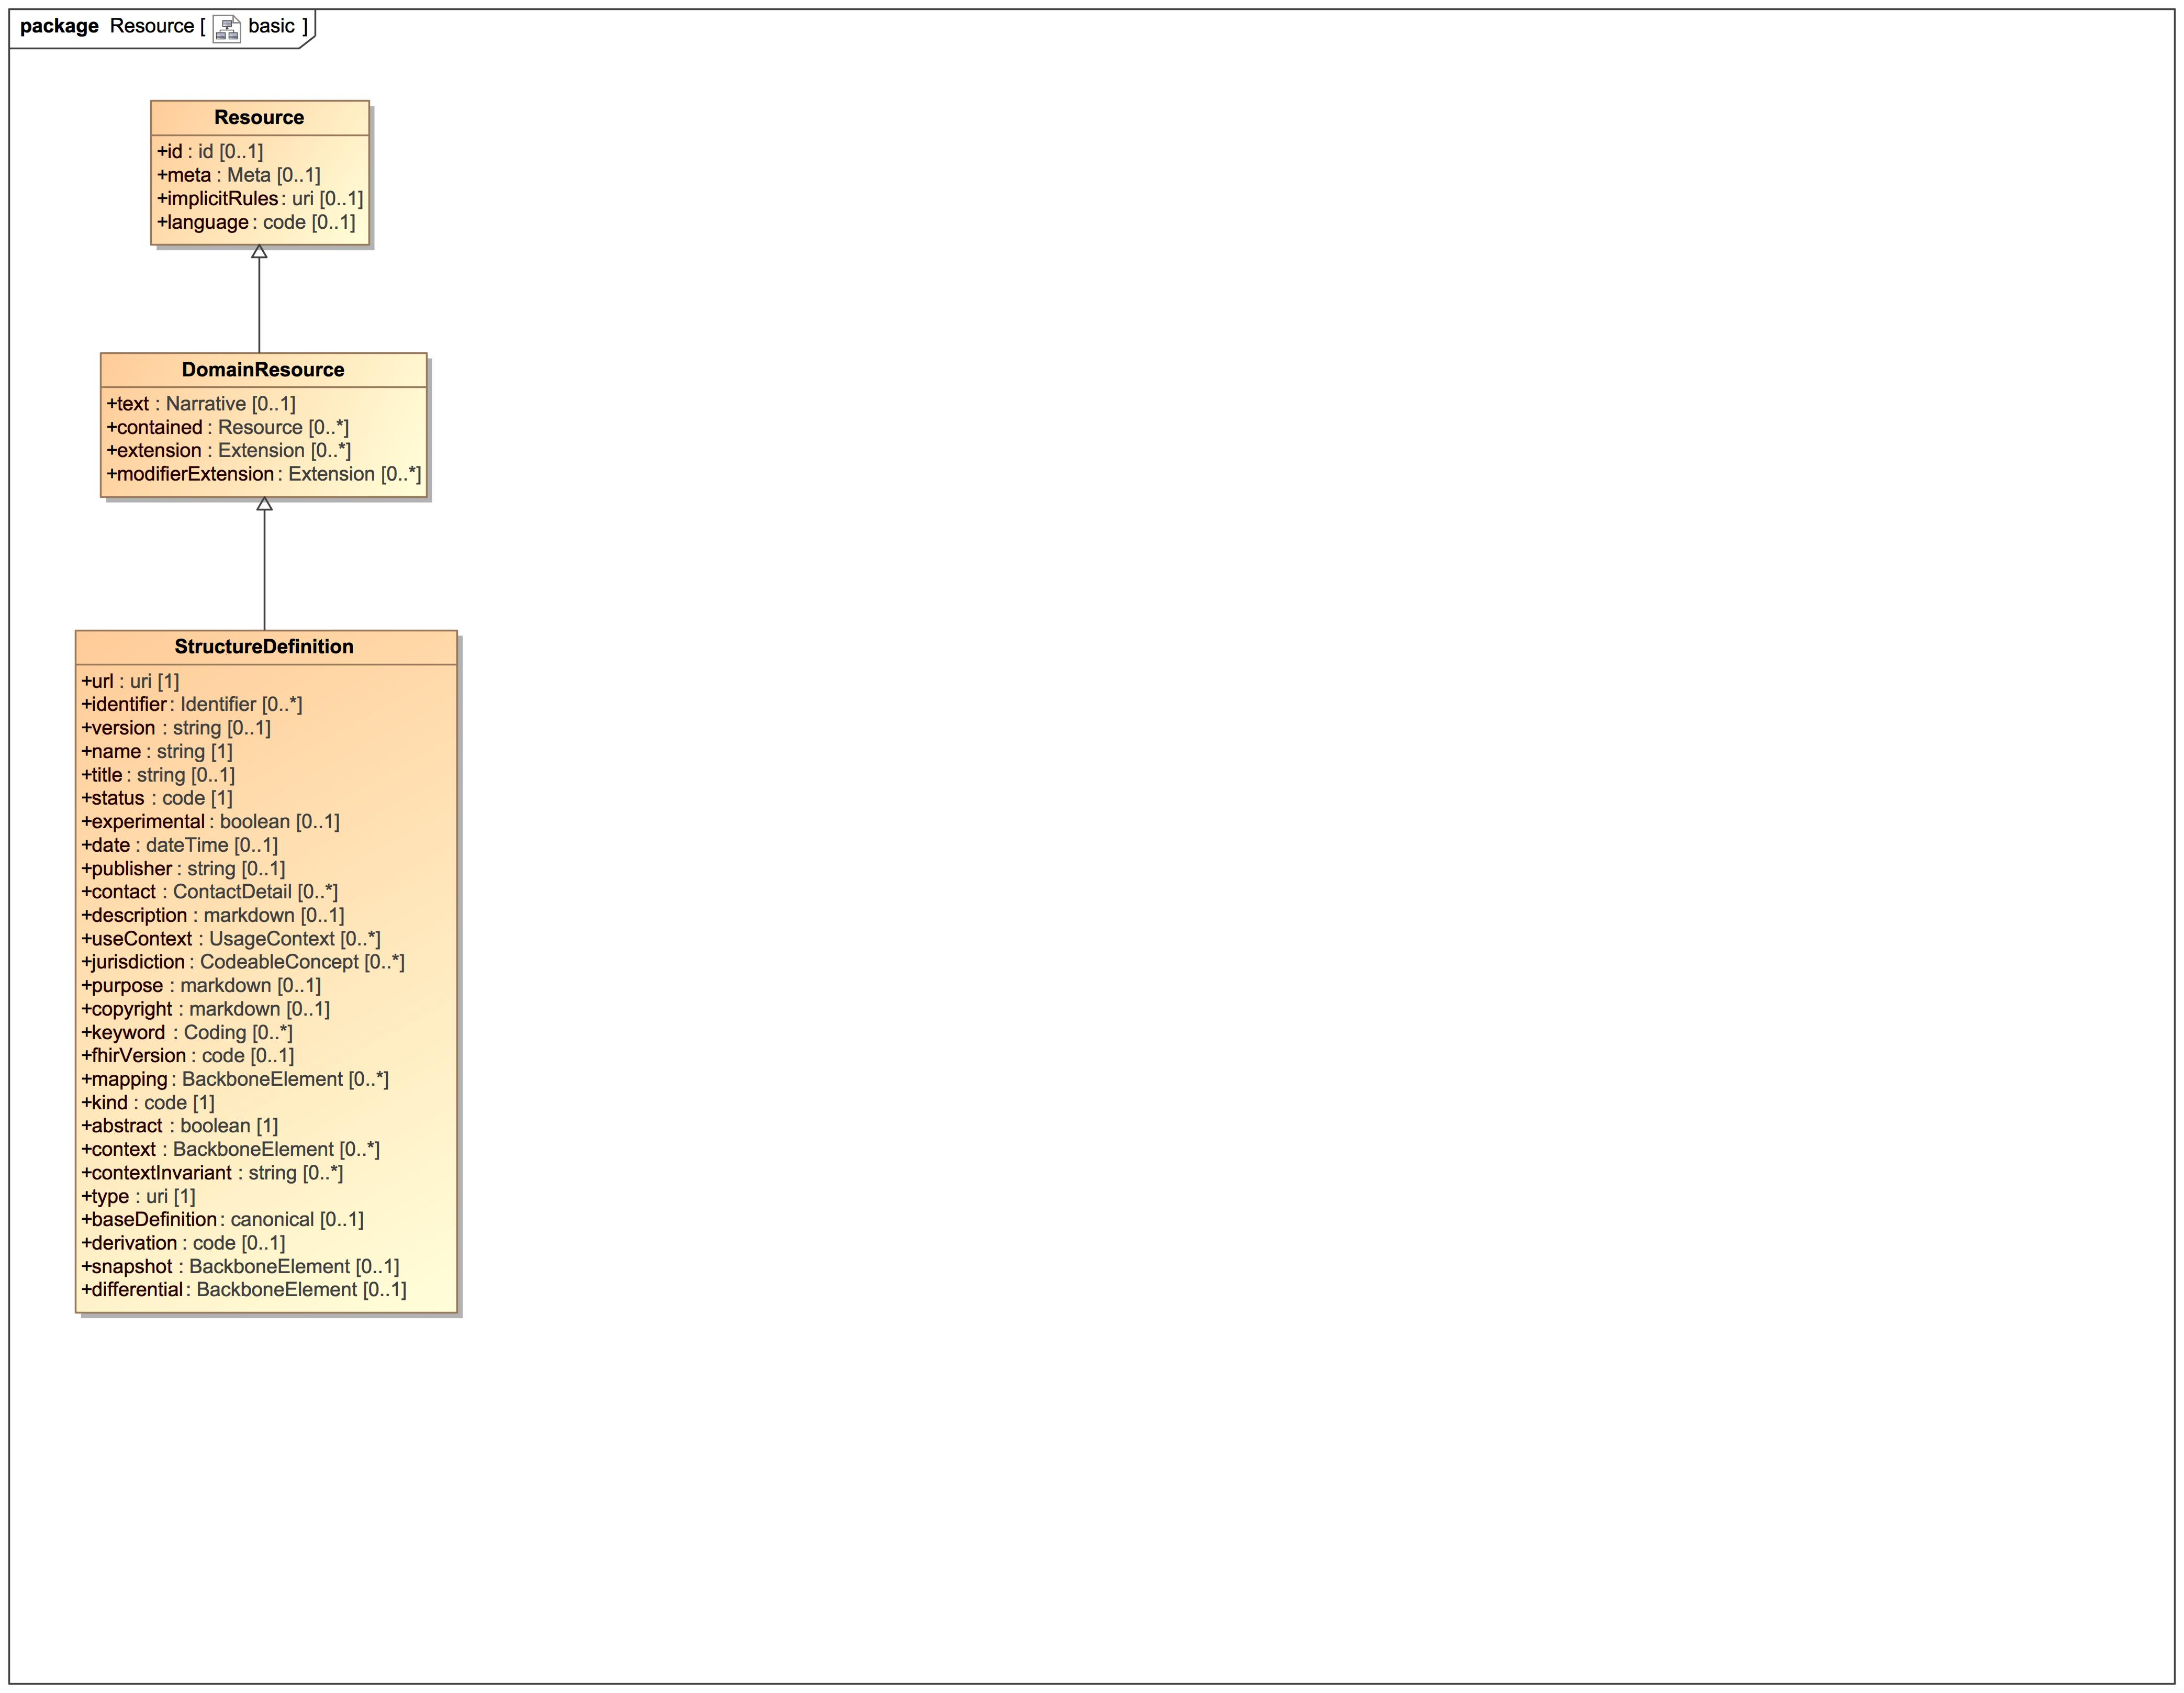 package Resource [ basic ]
Resource
+id : id [0..1]
+meta : Meta [0..1]
+implicitRules : uri [0..1]
+language : code [0..1]
DomainResource
+text : Narrative [0..1]
+contained : Resource [0..*]
+extension : Extension [0..*]
+modifierExtension : Extension [0..*]
StructureDefinition
+url : uri [1]
+identifier : Identifier [0..*]
+version : string [0..1]
+name : string [1]
+title : string [0..1]
+status : code [1]
+experimental : boolean [0..1]
+date : dateTime [0..1]
+publisher : string [0..1]
+contact : ContactDetail [0..*]
+description : markdown [0..1]
+useContext : UsageContext [0..*]
+jurisdiction : CodeableConcept [0..*]
+purpose : markdown [0..1]
+copyright : markdown [0..1]
+keyword : Coding [0..*]
+fhirVersion : code [0..1]
+mapping : BackboneElement [0..*]
+kind : code [1]
+abstract : boolean [1]
+context : BackboneElement [0..*]
+contextInvariant : string [0..*]
+type : uri [1]
+baseDefinition : canonical [0..1]
+derivation : code [0..1]
+snapshot : BackboneElement [0..1]
+differential : BackboneElement [0..1]